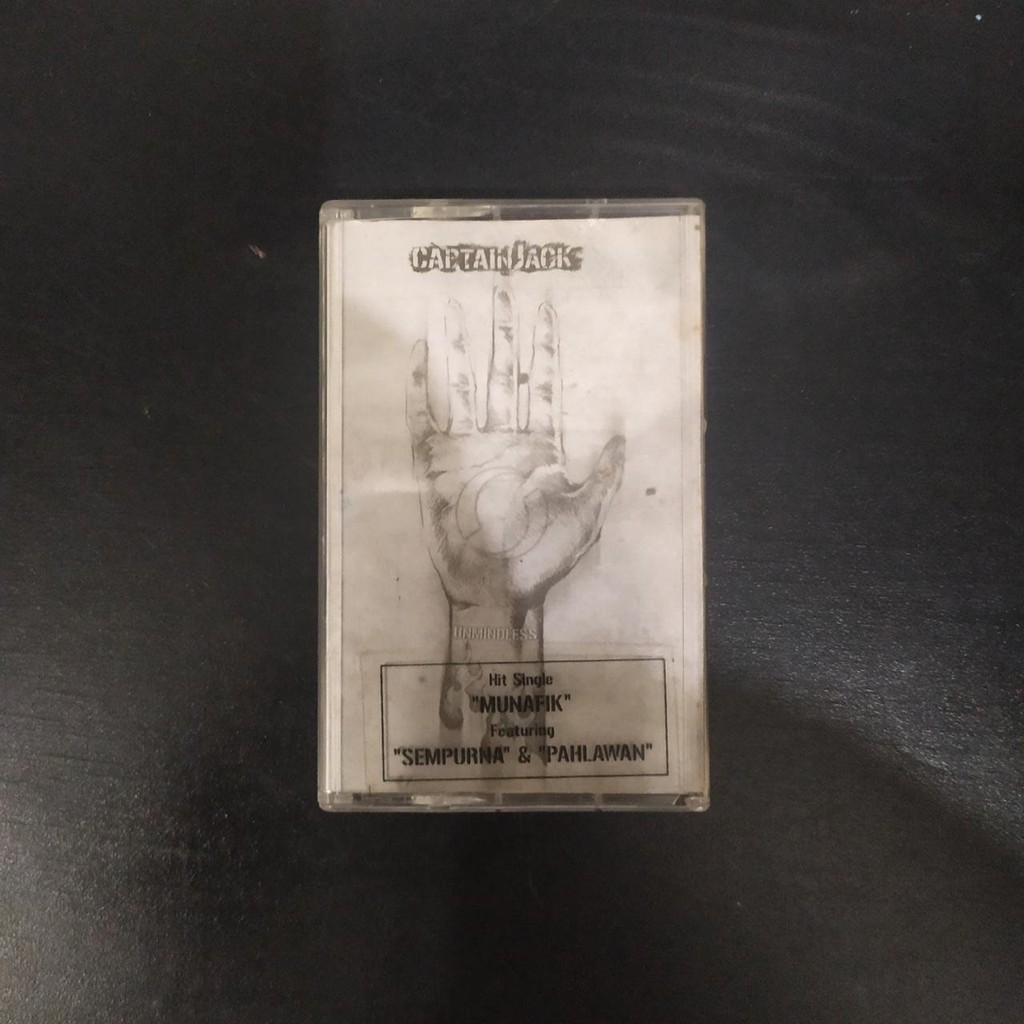 CAPTAIN JACK
UNMINDLESS
Hit Single
"MUNAFIK"
Featuring
"SEMPURNA" & "PAHLAWAN"